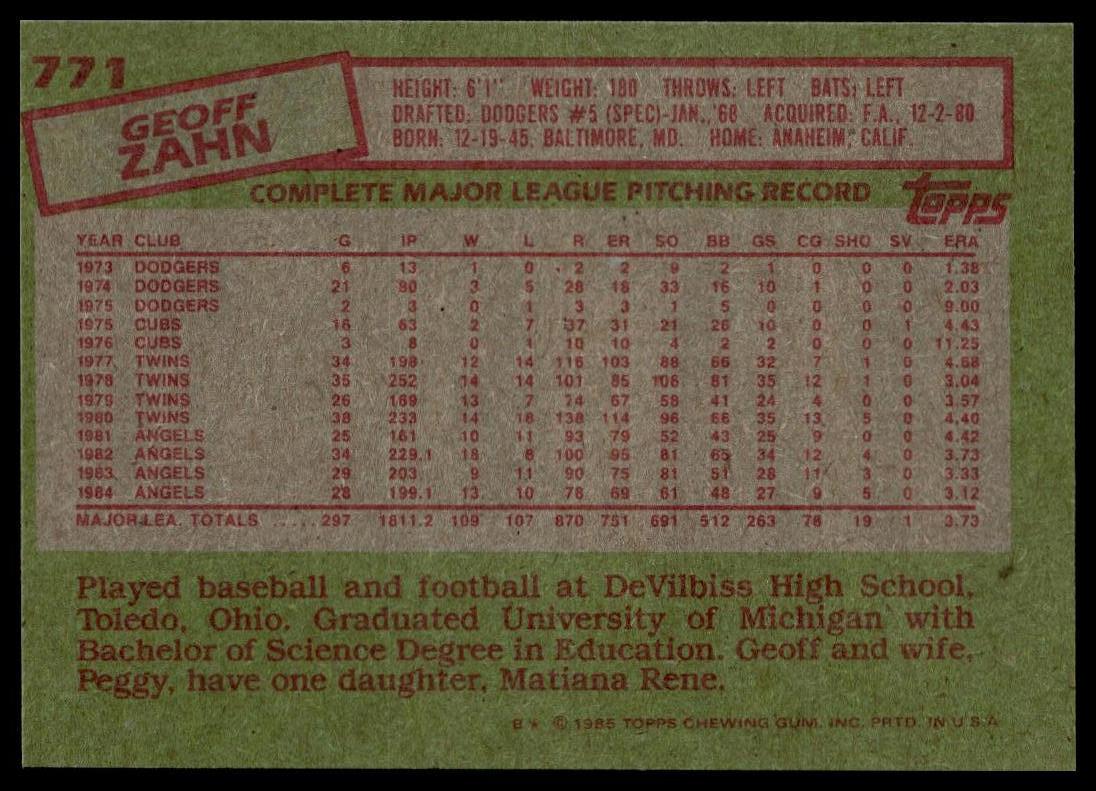 771
GEOFF
ZAHN
HEIGHT: 6'1" WEIGHT: 180 THROWS: LEFT BATS: LEFT
DRAFTED: DODGERS #5 (SPEC)-JAN., '68 ACQUIRED: F.A., 12-2-80
BORN: 12-19-45, BALTIMORE, MD. HOME: ANAHEIM, CALIF.
COMPLETE MAJOR LEAGUE PITCHING RECORD
TOPPS
YEAR CLUB G IP W L R ER SO BB GS CG SHO SV ERA
1973 DODGERS 6 13 1 0 2 2 9 2 1 0 0 0 1.38
1974 DODGERS 21 80 3 5 28 18 33 16 10 1 0 0 2.03
1975 DODGERS 2 3 0 1 3 3 1 5 0 0 0 0 9.00
1975 CUBS 16 63 2 7 37 31 21 26 10 0 0 1 4.43
1976 CUBS 3 8 0 1 10 10 4 2 2 0 0 0 11.25
1977 TWINS 34 198 12 14 116 103 88 66 32 7 1 0 4.68
1978 TWINS 35 252 14 14 101 85 106 81 35 12 1 0 3.04
1979 TWINS 26 169 13 7 74 67 58 41 24 4 0 0 3.57
1980 TWINS 38 233 14 18 138 114 96 66 35 13 5 0 4.40
1981 ANGELS 25 161 10 11 93 79 52 43 25 9 0 0 4.42
1982 ANGELS 34 229.1 18 8 100 95 81 65 34 12 4 0 3.73
1983 ANGELS 29 203 9 11 90 75 81 51 28 11 3 0 3.33
1984 ANGELS 28 199.1 13 10 78 69 61 48 27 9 5 0 3.12
MAJOR LEA. TOTALS ..... 297 1811.2 109 107 870 751 691 512 263 78 19 1 3.73
Played baseball and football at DeVilbiss High School,
Toledo, Ohio. Graduated University of Michigan with
Bachelor of Science Degree in Education. Geoff and wife,
Peggy, have one daughter, Matiana Rene.
B* © 1985 TOPPS CHEWING GUM, INC. PRTD. IN U.S.A.